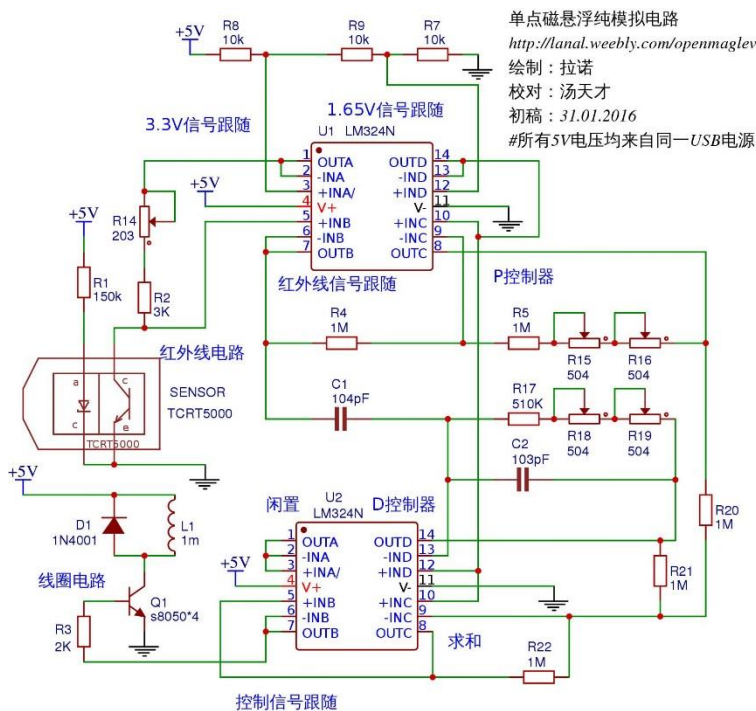 单点磁悬浮纯模拟电路
http://lanal.weebly.com/openmaglev
绘制：拉诺
校对：汤天才
初稿：31.01.2016
#所有5V电压均来自同一USB电源
+5V
R8
10k
R9
10k
R7
10k
3.3V信号跟随
1.65V信号跟随
U1 LM324N
1 OUTA OUTD 14
2 -INA -IND 13
3 +INA/ +IND 12
4 V+ V- 11
5 +INB +INC 10
6 -INB -INC 9
7 OUTB OUTC 8
+5V
+5V
R14
203
R1
150k
R2
3K
红外线信号跟随
P控制器
R4
1M
R5
1M
R15
504
R16
504
红外线电路
a
c
c
e
SENSOR
TCRT5000
TCRT5000
C1
104pF
R17
510K
R18
504
R19
504
C2
103pF
+5V
D1
1N4001
L1
1m
闲置
U2
LM324N
D控制器
1 OUTA OUTD 14
2 -INA -IND 13
3 +INA/ +IND 12
4 V+ V- 11
5 +INB +INC 10
6 -INB -INC 9
7 OUTB OUTC 8
+5V
R20
1M
R21
1M
线圈电路
Q1
s8050*4
R3
2K
求和
R22
1M
控制信号跟随